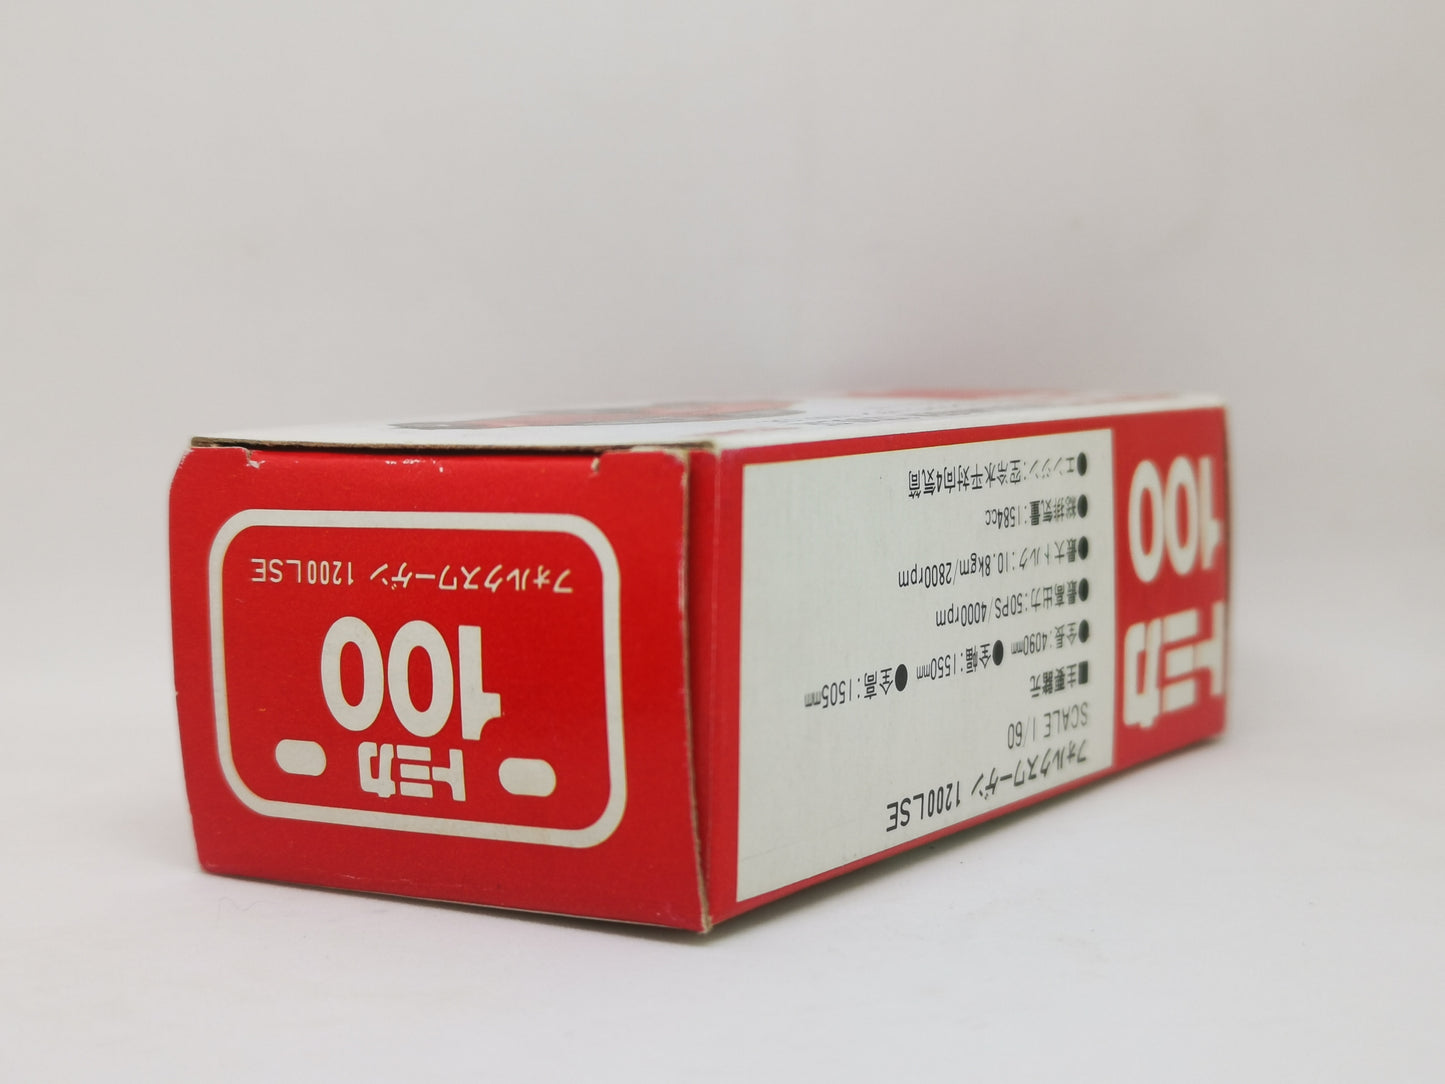 トミカ
100
フォルクスワーゲン 1200LSE
フォルクスワーゲン 1200LSE
SCALE 1/60
■主要諸元
●全長:4090mm ●全幅:1550mm ●全高:1505mm
●最高出力:50PS/4000rpm
●最大トルク:10.8kgm/2800rpm
●総排気量:1584cc
●エンジン:空冷水平対向4気筒
トミカ
100